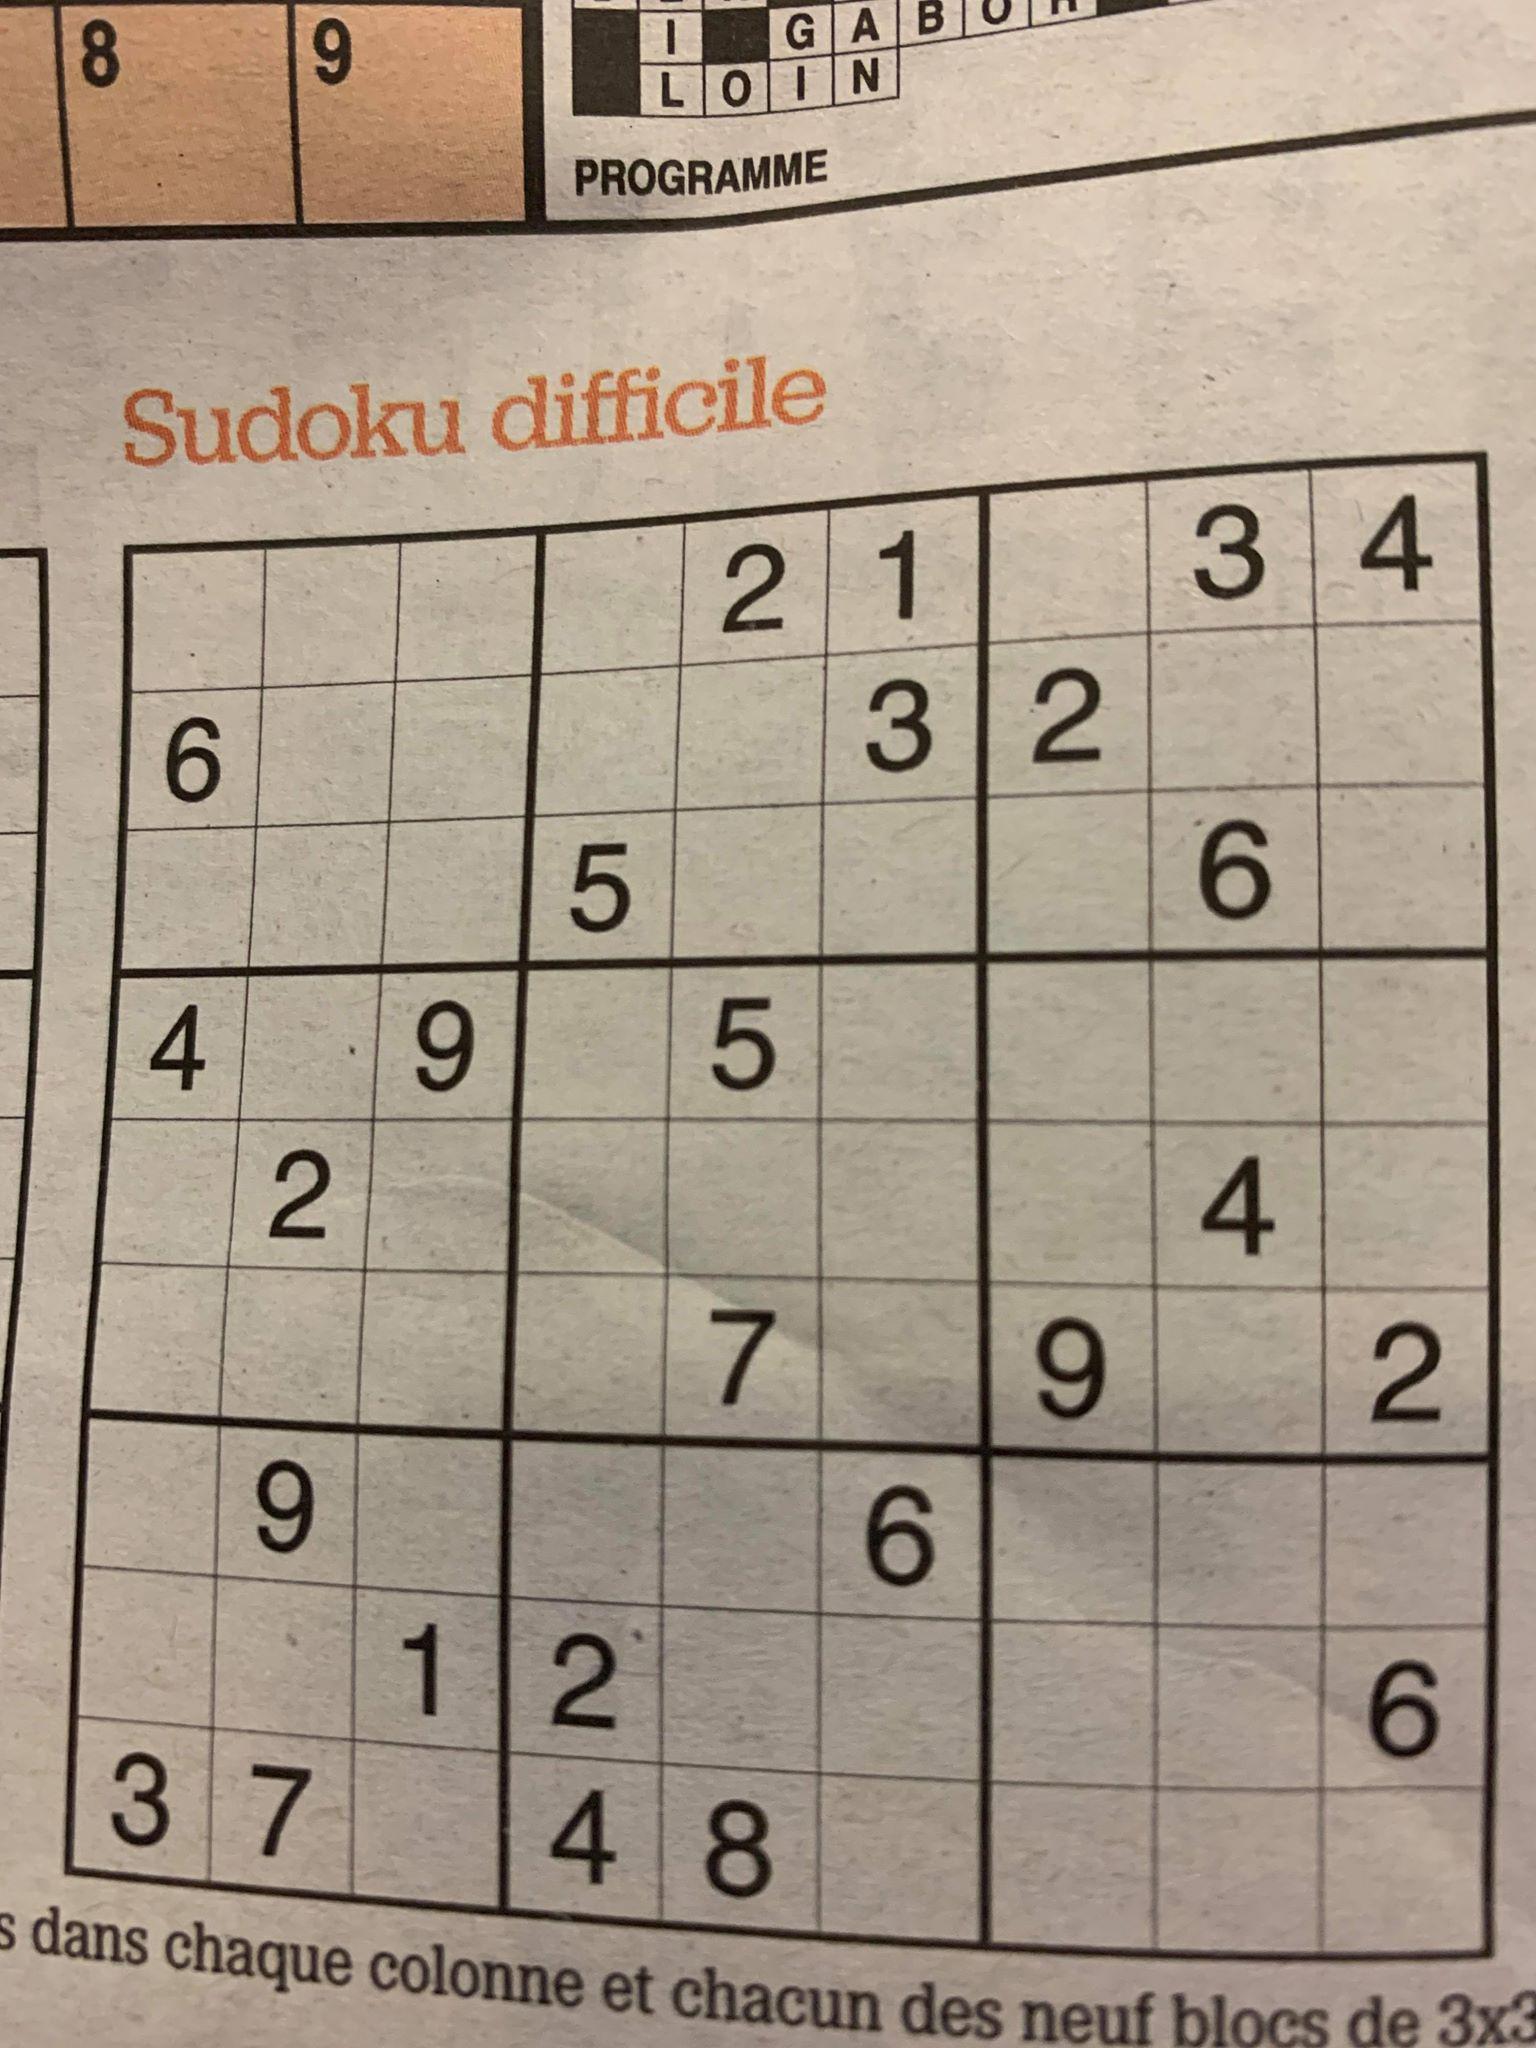 I G A B O
L O I N
8 9
PROGRAMME
Sudoku difficile
2 1 3 4
6 3 2
5 6
4 9 5
2 4
7 9 2
9 6
1 2 6
3 7 4 8
s dans chaque colonne et chacun des neuf blocs de 3x3